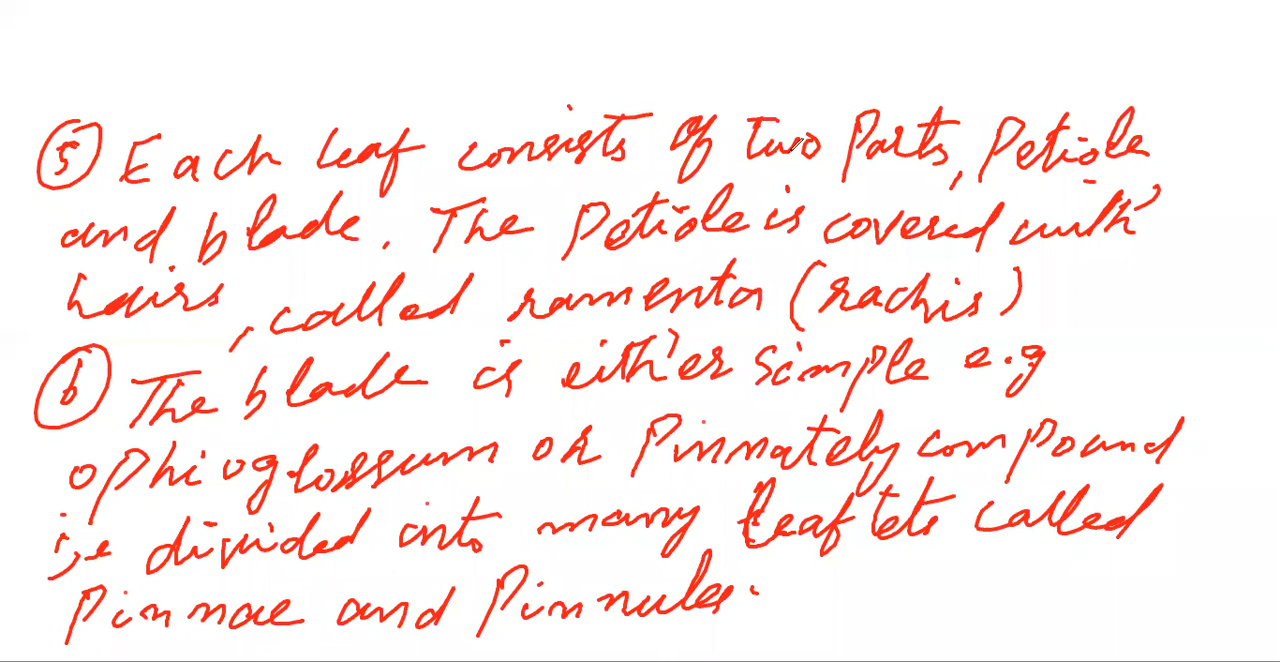 ⑤ Each leaf consists of two Parts, Petiole
and blade. The Petiole is covered with
hairs, called ramenta (rachis)
⑥ The blade is either simple e.g
ophioglossum or Pinnately compound
i,e divided into many leaflets called
Pinnae and Pinnules.